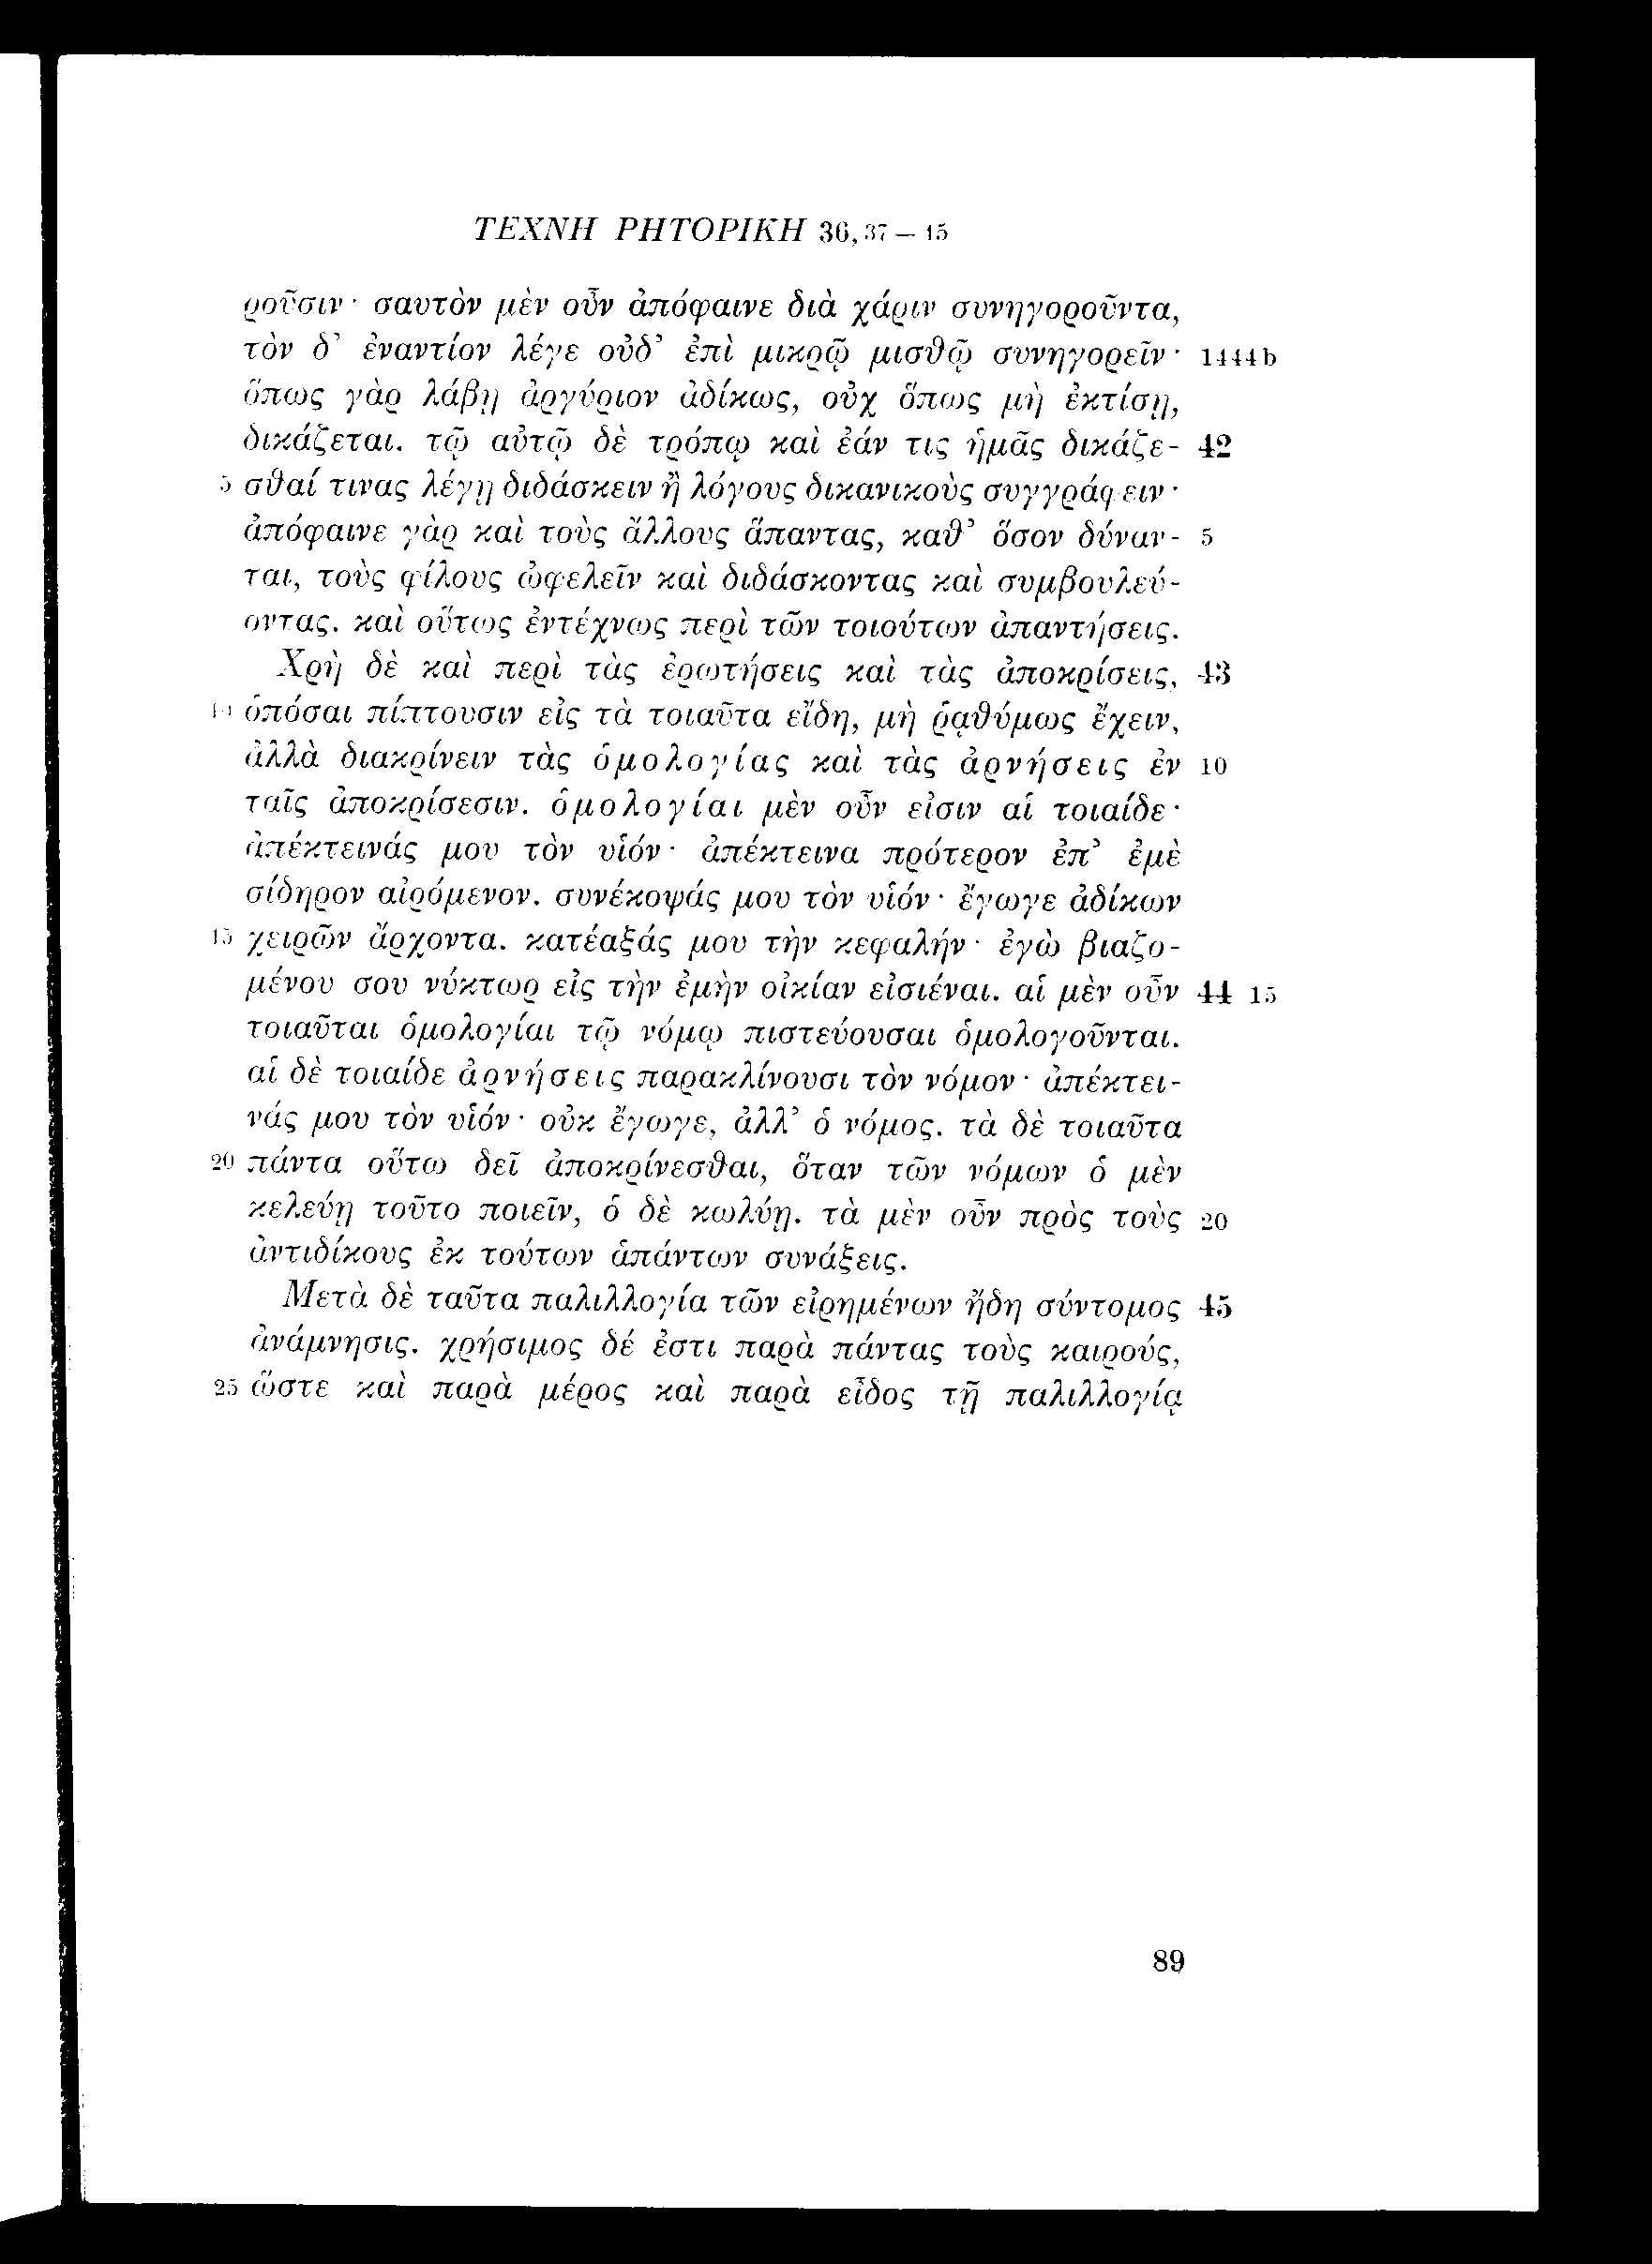 ΤΕΧΝΗ ΡΗΤΟΡΙΚΗ 36, 37 – 45
ροῦσιν· σαυτὸν μὲν οὖν ἀπόφαινε διὰ χάριν συνηγοροῦντα,
τὸν δ’ ἐναντίον λέγε οὐδ’ ἐπὶ μικρῷ μισθῷ συνηγορεῖν· 1444b
ὅπως γὰρ λάβῃ ἀργύριον ἀδίκως, οὐχ ὅπως μὴ ἐκτίσῃ,
δικάζεται. τῷ αὐτῷ δὲ τρόπῳ καὶ ἐάν τις ἡμᾶς δικάζε- 42
5 σθαί τινας λέγῃ διδάσκειν ἢ λόγους δικανικοὺς συγγράφειν·
ἀπόφαινε γὰρ καὶ τοὺς ἄλλους ἅπαντας, καθ’ ὅσον δύναν- 5
ται, τοὺς φίλους ὠφελεῖν καὶ διδάσκοντας καὶ συμβουλεύ-
οντας. καὶ οὕτως ἐντέχνως περὶ τῶν τοιούτων ἀπαντήσεις.
Χρὴ δὲ καὶ περὶ τὰς ἐρωτήσεις καὶ τὰς ἀποκρίσεις, 43
10 ὁπόσαι πίπτουσιν εἰς τὰ τοιαῦτα εἴδη, μὴ ῥᾳθύμως ἔχειν,
ἀλλὰ διακρίνειν τὰς ὁμολογίας καὶ τὰς ἀρνήσεις ἐν 10
ταῖς ἀποκρίσεσιν. ὁμολογίαι μὲν οὖν εἰσιν αἱ τοιαίδε·
ἀπέκτεινάς μου τὸν υἱόν· ἀπέκτεινα πρότερον ἐπ’ ἐμὲ
σίδηρον αἰρόμενον. συνέκοψάς μου τὸν υἱόν· ἔγωγε ἀδίκων
15 χειρῶν ἄρχοντα. κατέαξάς μου τὴν κεφαλήν· ἐγὼ βιαζο-
μένου σου νύκτωρ εἰς τὴν ἐμὴν οἰκίαν εἰσιέναι. αἱ μὲν οὖν 44 15
τοιαῦται ὁμολογίαι τῷ νόμῳ πιστεύουσαι ὁμολογοῦνται.
αἱ δὲ τοιαίδε ἀρνήσεις παρακλίνουσι τὸν νόμον· ἀπέκτει-
νάς μου τὸν υἱόν· οὐκ ἔγωγε, ἀλλ’ ὁ νόμος. τὰ δὲ τοιαῦτα
20 πάντα οὕτω δεῖ ἀποκρίνεσθαι, ὅταν τῶν νόμων ὁ μὲν
κελεύῃ τοῦτο ποιεῖν, ὁ δὲ κωλύῃ. τὰ μὲν οὖν πρὸς τοὺς 20
ἀντιδίκους ἐκ τούτων ἁπάντων συνάξεις.
Μετὰ δὲ ταῦτα παλιλλογία τῶν εἰρημένων ἤδη σύντομος 45
ἀνάμνησις. χρήσιμος δέ ἐστι παρὰ πάντας τοὺς καιρούς,
25 ὥστε καὶ παρὰ μέρος καὶ παρὰ εἶδος τῇ παλιλλογίᾳ
89